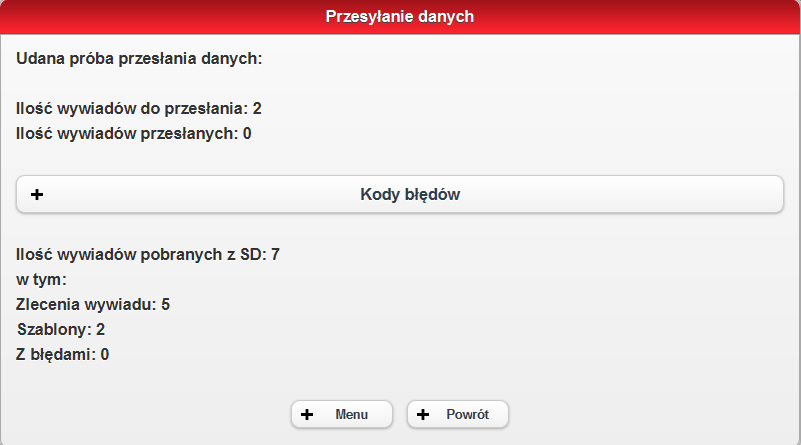 Przesyłanie danych
Udana próba przesłania danych:
Ilość wywiadów do przesłania: 2
Ilość wywiadów przesłanych: 0
Kody błędów
Ilość wywiadów pobranych z SD: 7
w tym:
Zlecenia wywiadu: 5
Szablony: 2
Z błędami: 0
Menu
Powrót